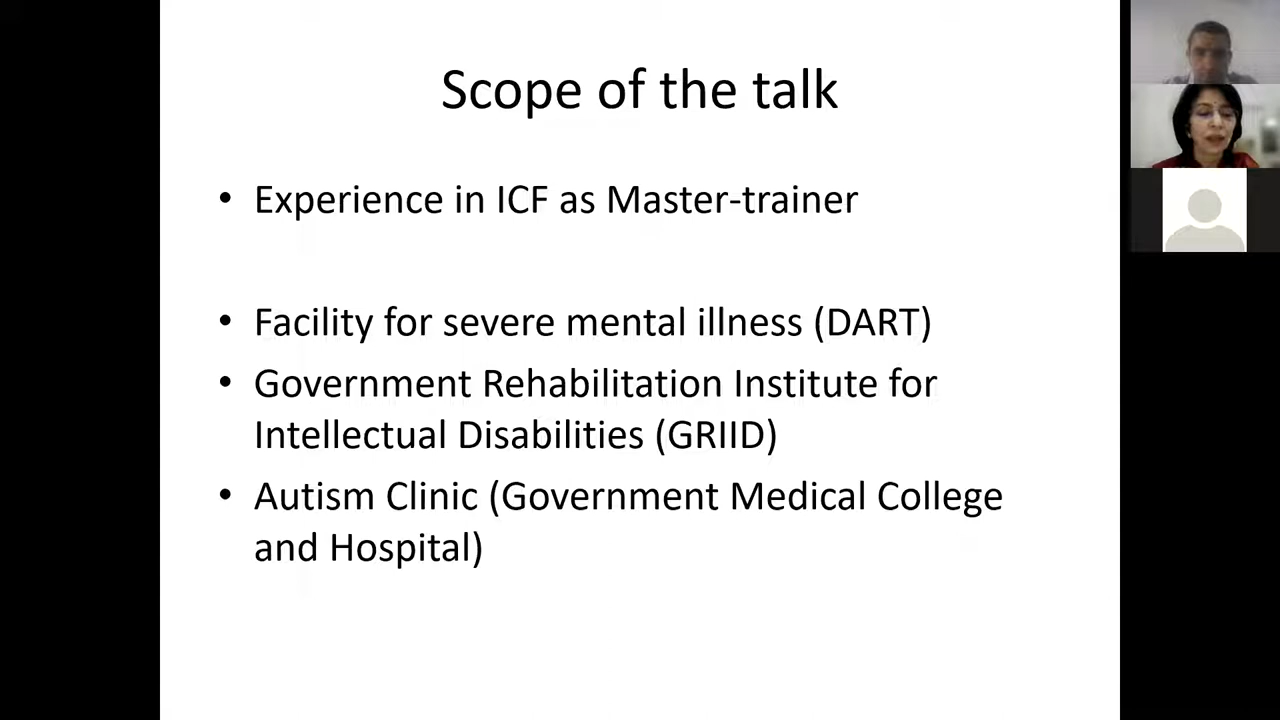 Scope of the talk
• Experience in ICF as Master-trainer
• Facility for severe mental illness (DART)
• Government Rehabilitation Institute for
Intellectual Disabilities (GRIID)
• Autism Clinic (Government Medical College
and Hospital)